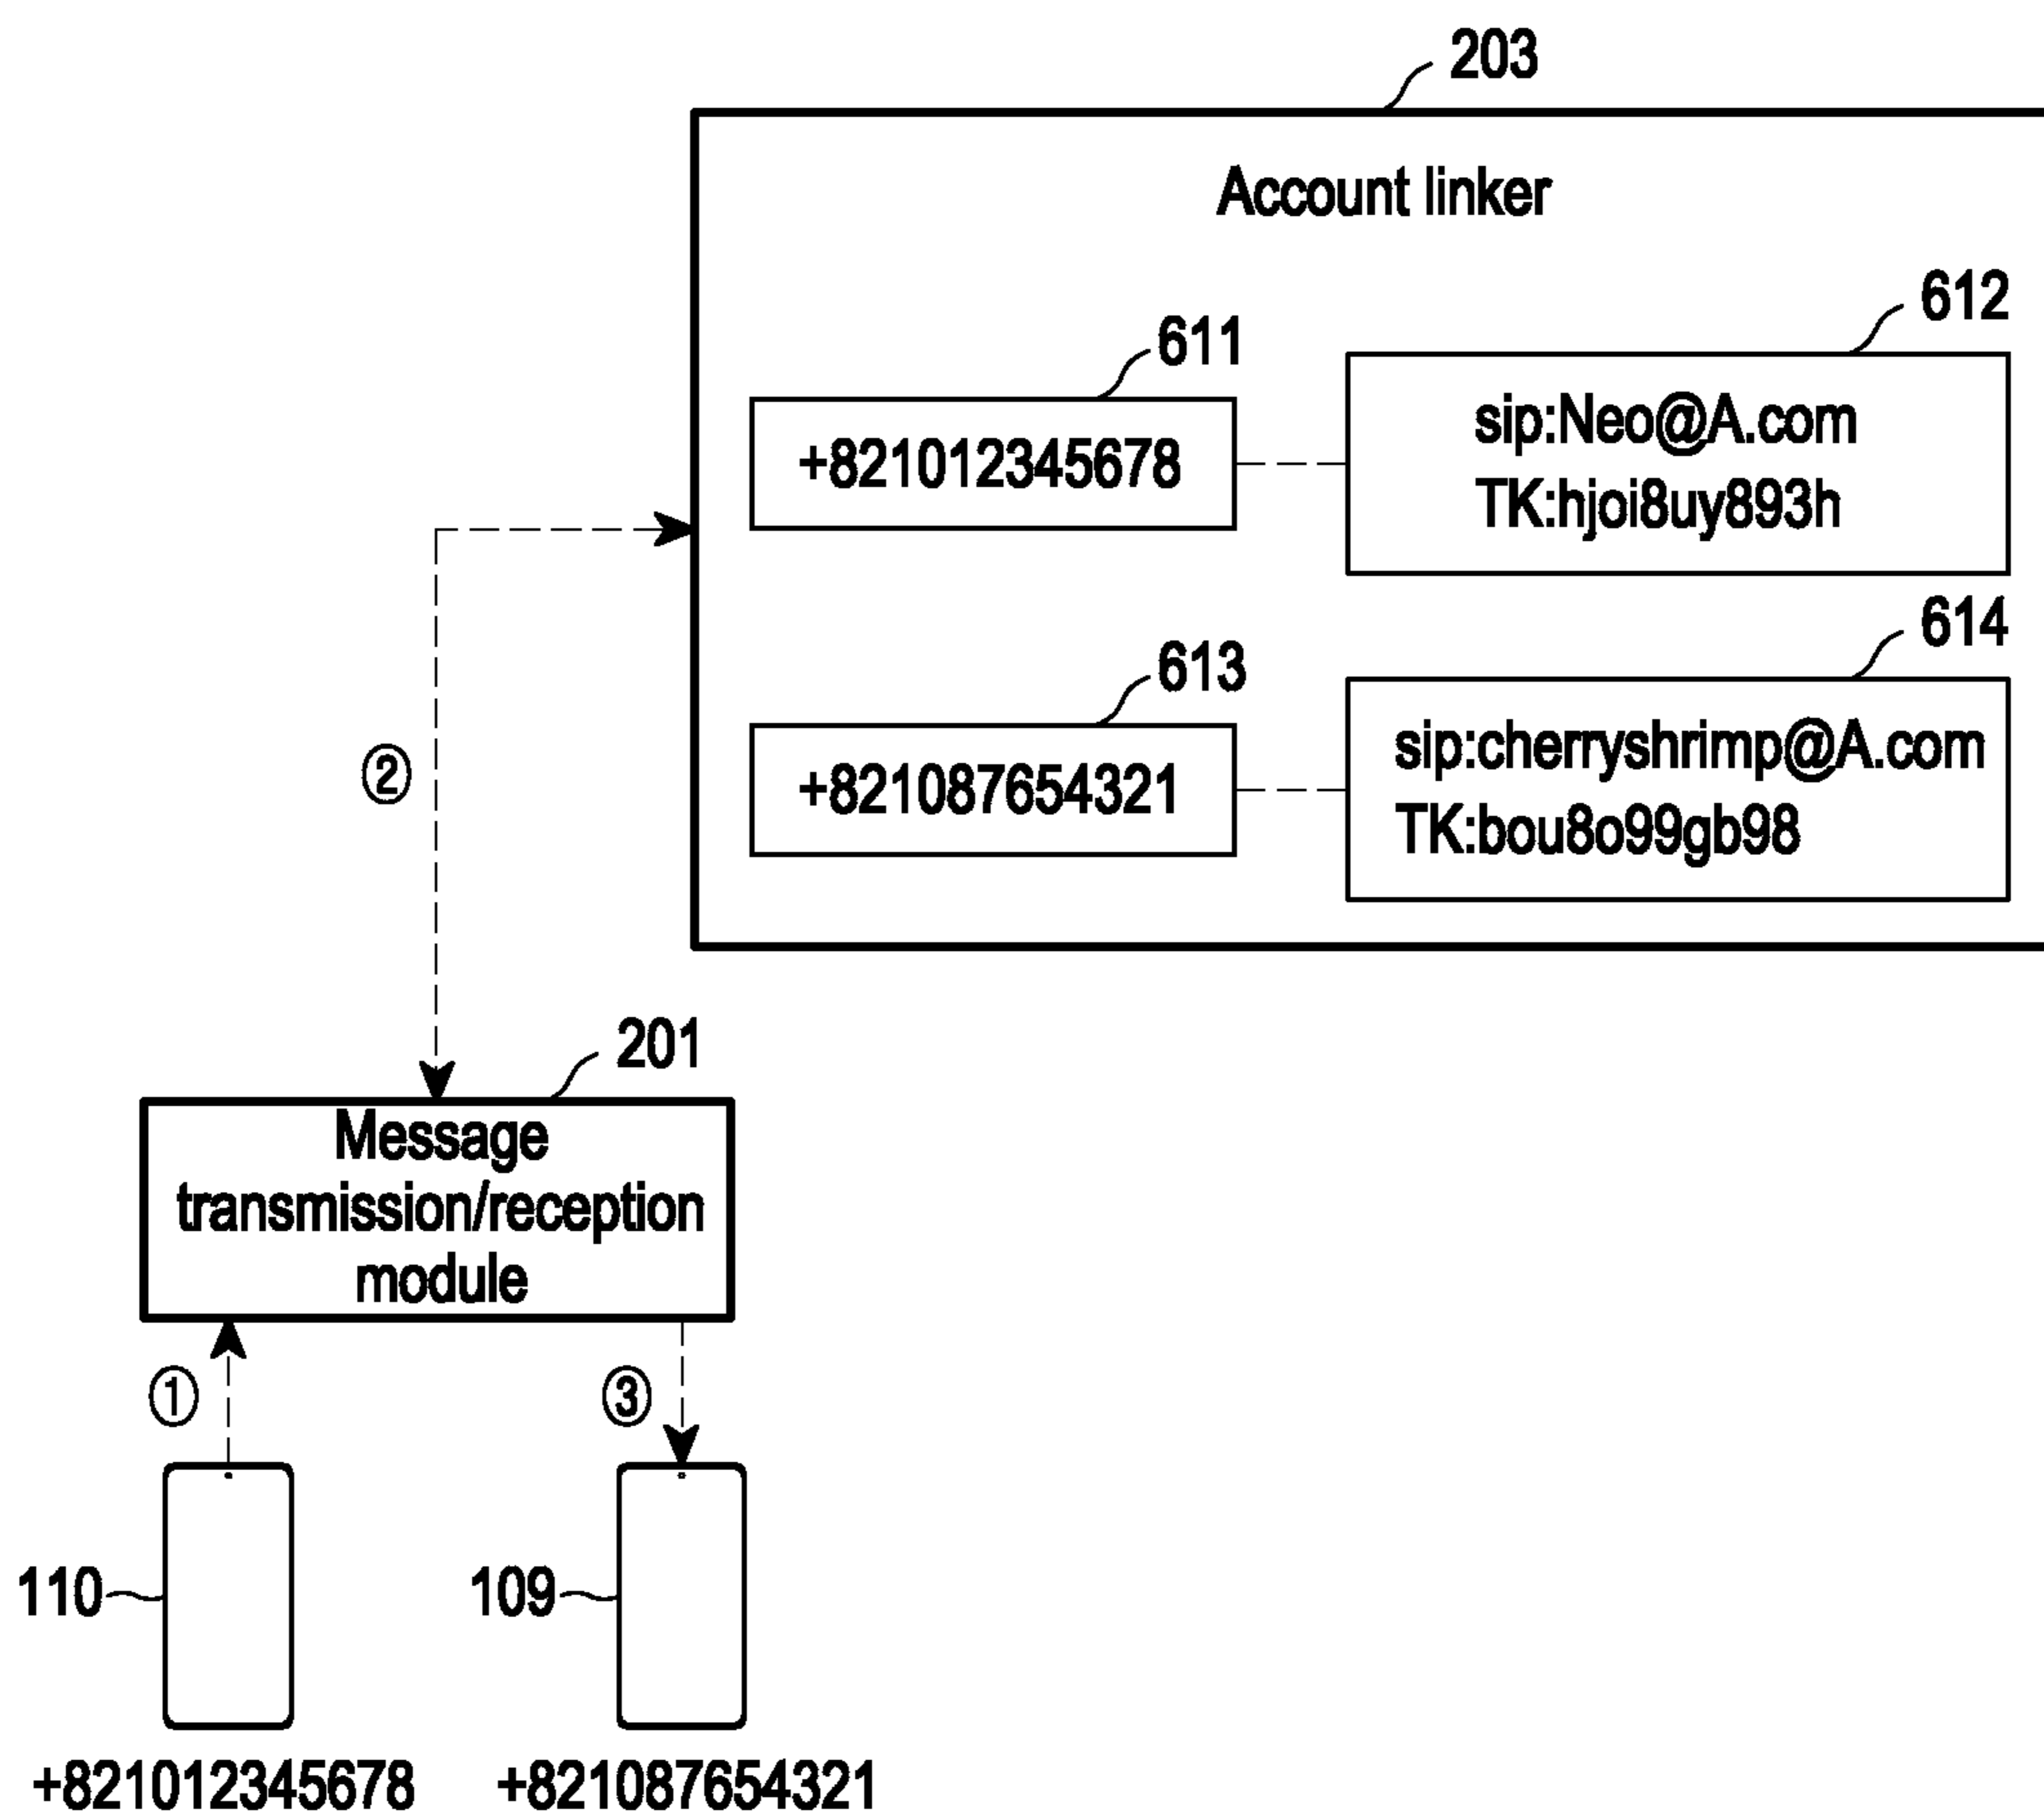 203
Account linker
612
611
sip:Neo@A.com
+821012345678
TK:hjoi8uy893h
614
613
sip:cherryshrimp@A.com
+821087654321
TK:bou8o99gb98
②
201
Message
transmission/reception
module
①
③
110
109
+821012345678
+821087654321